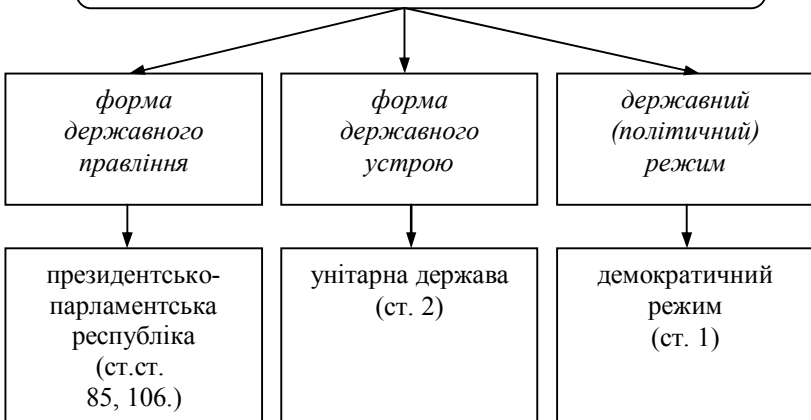 форма
державного
правління
форма
державного
устрою
державний
(політичний)
режим
президентсько-
парламентська
республіка
(ст.ст.
85, 106.)
унітарна держава
(ст. 2)
демократичний
режим
(ст. 1)